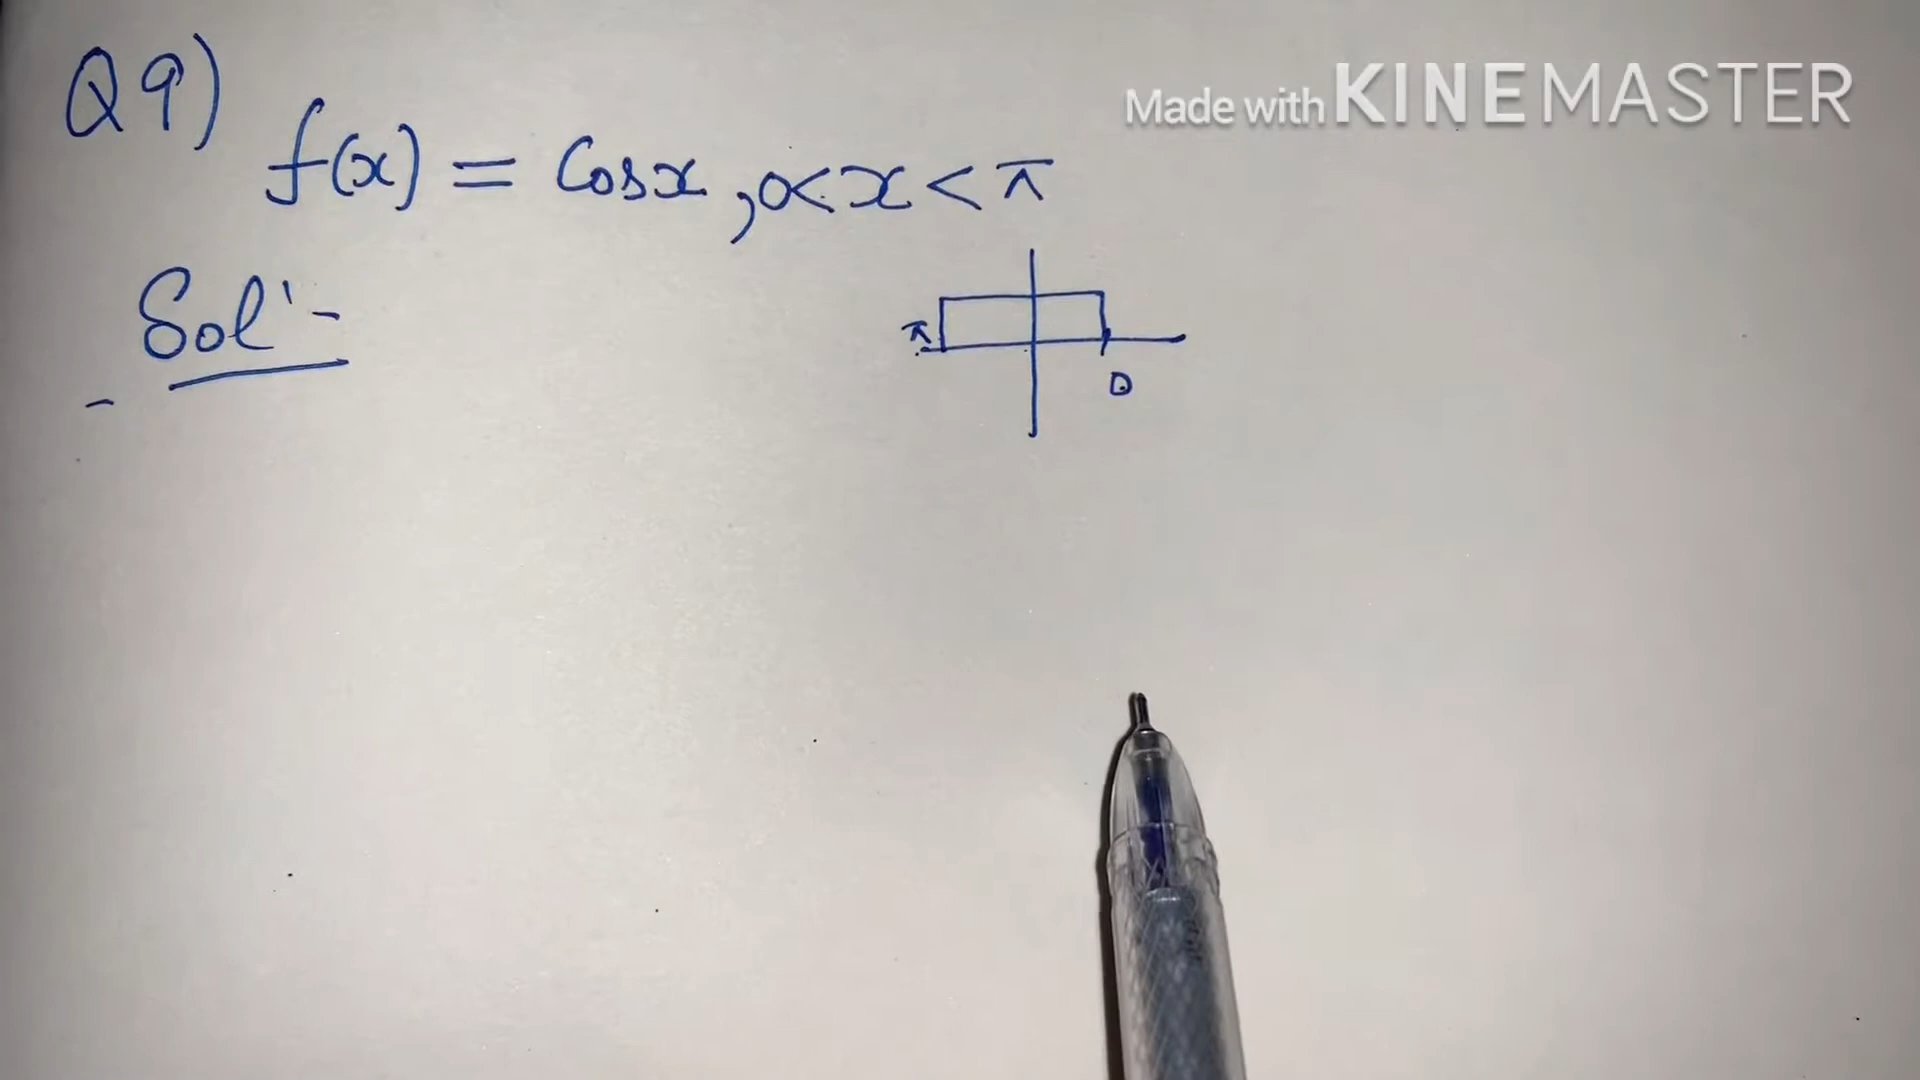 Q9)
Made with KINEMASTER
f(x) = Cosx, 0<x<π
Sol:-
π
0